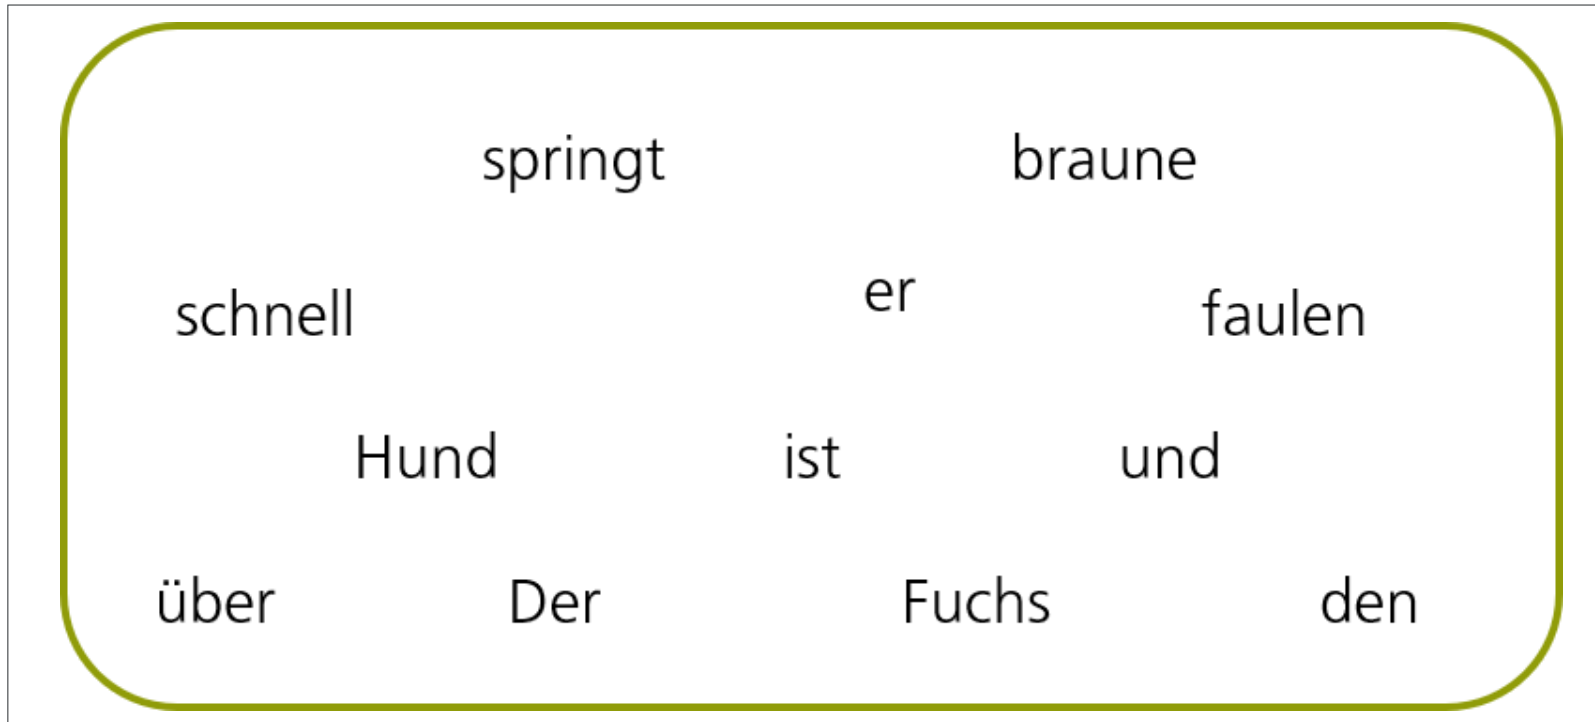 springt braune
schnell er faulen
Hund ist und
über Der Fuchs den